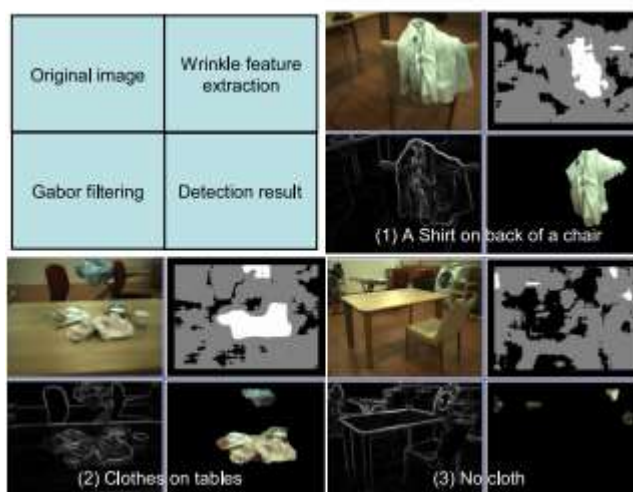 Original image
Wrinkle feature
extraction
Gabor filtering
Detection result
(1) A Shirt on back of a chair
(2) Clothes on tables
(3) No cloth